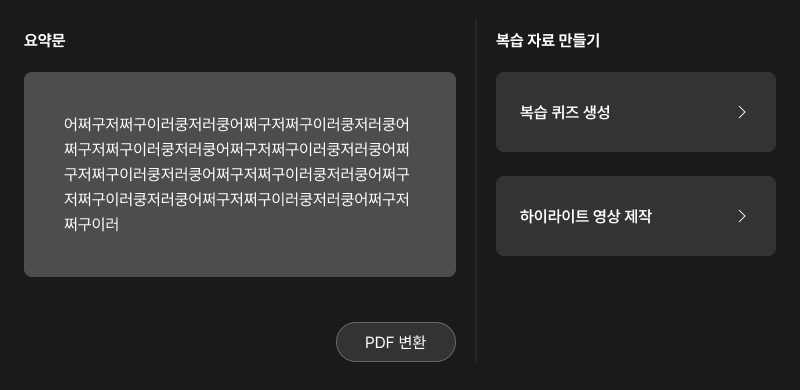 요약문
어쩌구저쩌구이러쿵저러쿵어쩌구저쩌구이러쿵저러쿵어
쩌구저쩌구이러쿵저러쿵어쩌구저쩌구이러쿵저러쿵어쩌
구저쩌구이러쿵저러쿵어쩌구저쩌구이러쿵저러쿵어쩌구
저쩌구이러쿵저러쿵어쩌구저쩌구이러쿵저러쿵어쩌구저
쩌구이러
PDF 변환
복습 자료 만들기
복습 퀴즈 생성
하이라이트 영상 제작